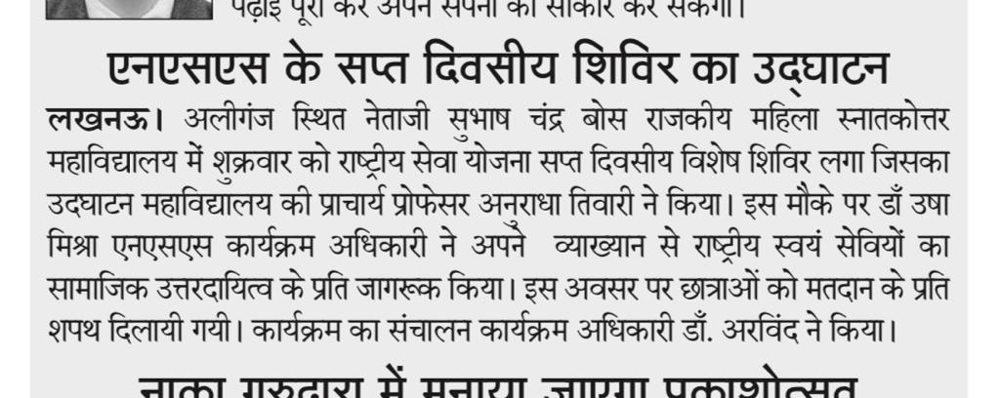 पढ़ाई पूरी कर अपने सपनों को साकार कर सकेगी।
एनएसएस के सप्त दिवसीय शिविर का उद्घाटन
लखनऊ। अलीगंज स्थित नेताजी सुभाष चंद्र बोस राजकीय महिला स्नातकोत्तर
महाविद्यालय में शुक्रवार को राष्ट्रीय सेवा योजना सप्त दिवसीय विशेष शिविर लगा जिसका
उदघाटन महाविद्यालय की प्राचार्य प्रोफेसर अनुराधा तिवारी ने किया। इस मौके पर डाँ उषा
मिश्रा एनएसएस कार्यक्रम अधिकारी ने अपने व्याख्यान से राष्ट्रीय स्वयं सेवियों का
सामाजिक उत्तरदायित्व के प्रति जागरूक किया। इस अवसर पर छात्राओं को मतदान के प्रति
शपथ दिलायी गयी। कार्यक्रम का संचालन कार्यक्रम अधिकारी डाँ. अरविंद ने किया।
नाका गुरुद्वारा में मनाया जाएगा प्रकाशोत्सव